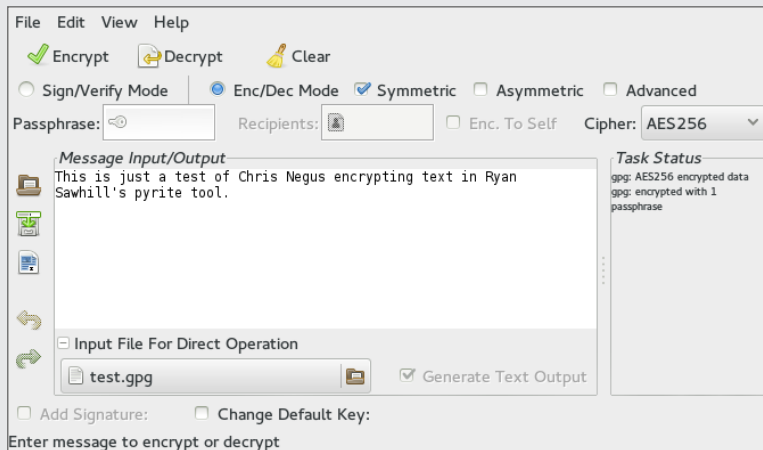 File Edit View Help
Encrypt Decrypt Clear
Sign/Verify Mode Enc/Dec Mode Symmetric Asymmetric Advanced
Passphrase: Recipients: Enc. To Self Cipher: AES256
Message Input/Output
This is just a test of Chris Negus encrypting text in Ryan
Sawhill's pyrite tool.
Task Status
gpg: AES256 encrypted data
gpg: encrypted with 1
passphrase
Input File For Direct Operation
test.gpg Generate Text Output
Add Signature: Change Default Key:
Enter message to encrypt or decrypt